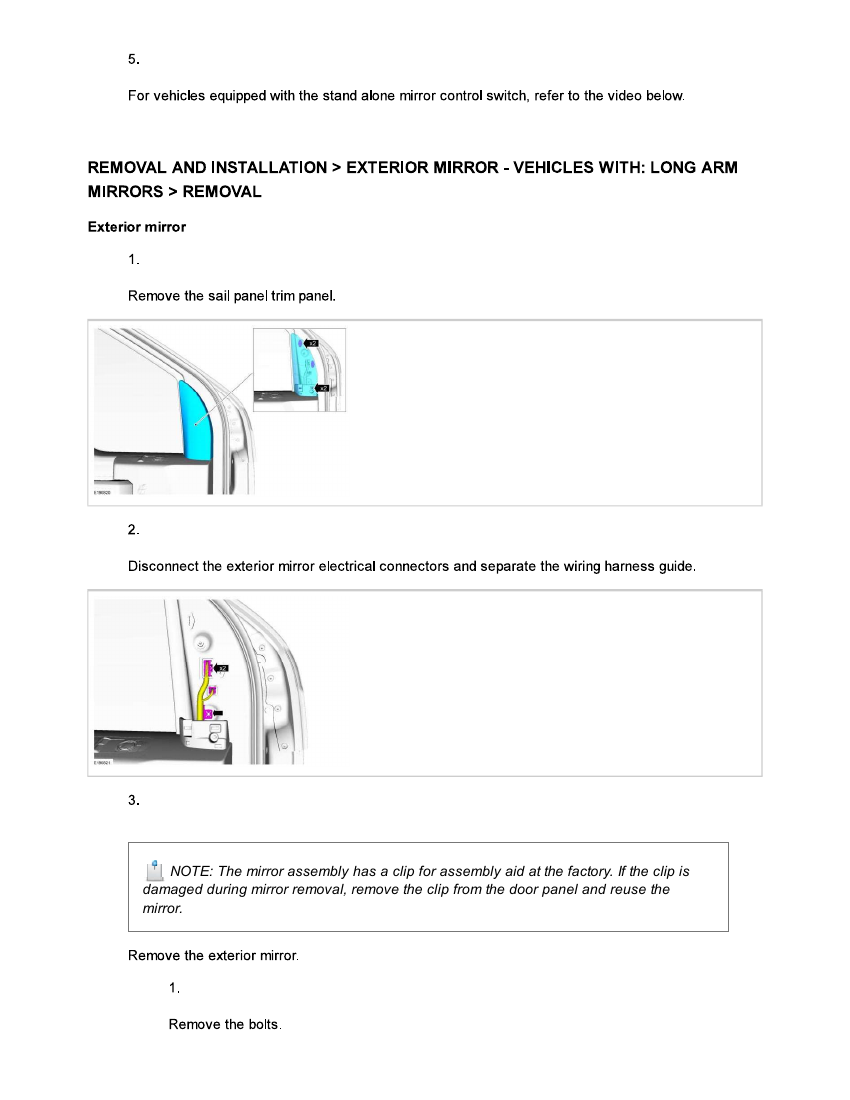 5.
For vehicles equipped with the stand alone mirror control switch, refer to the video below.
REMOVAL AND INSTALLATION > EXTERIOR MIRROR - VEHICLES WITH: LONG ARM
MIRRORS > REMOVAL
Exterior mirror
1.
Remove the sail panel trim panel.
x2
x2
E196820
2.
Disconnect the exterior mirror electrical connectors and separate the wiring harness guide.
x2
E196821
3.
NOTE: The mirror assembly has a clip for assembly aid at the factory. If the clip is
damaged during mirror removal, remove the clip from the door panel and reuse the
mirror.
Remove the exterior mirror.
1.
Remove the bolts.